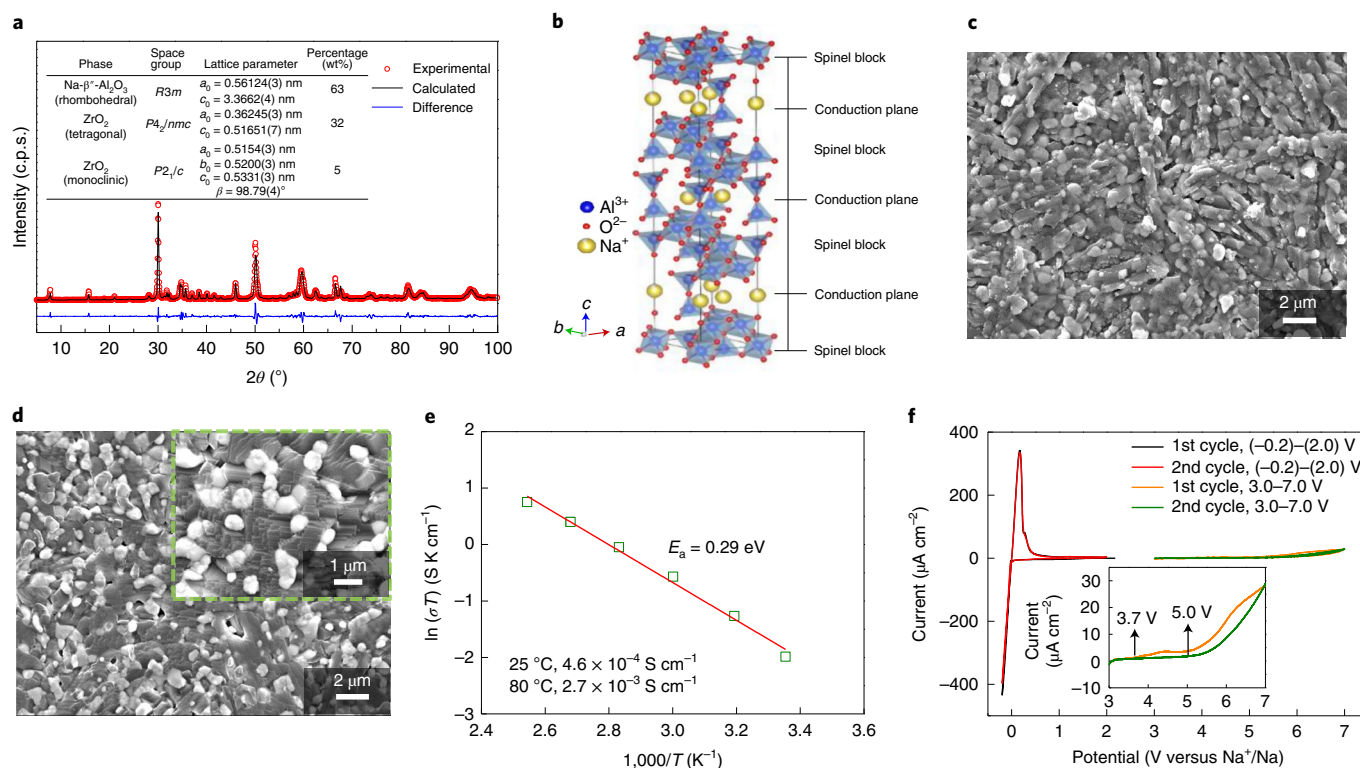 a
Phase Space group Lattice parameter Percentage (wt%)
Na-β″-Al₂O₃ (rhombohedral) R3m a₀ = 0.56124(3) nm c₀ = 3.3662(4) nm 63
ZrO₂ (tetragonal) P4₂/nmc a₀ = 0.36245(3) nm c₀ = 0.51651(7) nm 32
ZrO₂ (monoclinic) P2₁/c a₀ = 0.5154(3) nm b₀ = 0.5200(3) nm c₀ = 0.5331(3) nm β = 98.79(4)° 5
Experimental
Calculated
Difference
Intensity (c.p.s.)
10 20 30 40 50 60 70 80 90 100
2θ (°)
b
Spinel block
Conduction plane
Spinel block
Conduction plane
Spinel block
Conduction plane
Spinel block
Al³⁺
O²⁻
Na⁺
c
b
a
c
2 μm
d
1 μm
2 μm
e
ln (σT) (S K cm⁻¹)
2
1
0
−1
−2
−3
Eₐ = 0.29 eV
25 °C, 4.6 × 10⁻⁴ S cm⁻¹
80 °C, 2.7 × 10⁻³ S cm⁻¹
2.4 2.6 2.8 3.0 3.2 3.4 3.6
1,000/T (K⁻¹)
f
Current (μA cm⁻²)
400
200
0
−200
−400
1st cycle, (−0.2)–(2.0) V
2nd cycle, (−0.2)–(2.0) V
1st cycle, 3.0–7.0 V
2nd cycle, 3.0–7.0 V
Current
(μA cm⁻²)
30
20
10
0
−10
3.7 V
5.0 V
3 4 5 6 7
0 1 2 3 4 5 6 7
Potential (V versus Na⁺/Na)